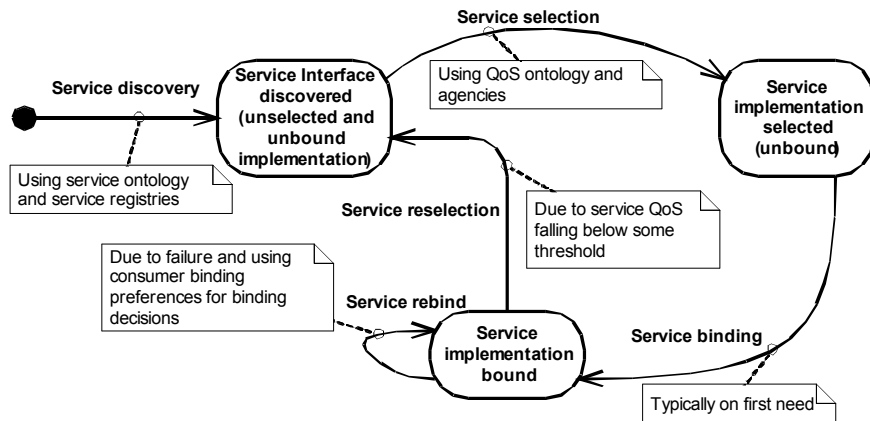 Service selection
Service discovery
Service Interface
discovered
(unselected and
unbound
implementation)
Using QoS ontology and
agencies
Service
implementation
selected
(unbound)
Using service ontology
and service registries
Service reselection
Due to service QoS
falling below some
threshold
Due to failure and using
consumer binding
preferences for binding
decisions
Service rebind
Service
implementation
bound
Service binding
Typically on first need